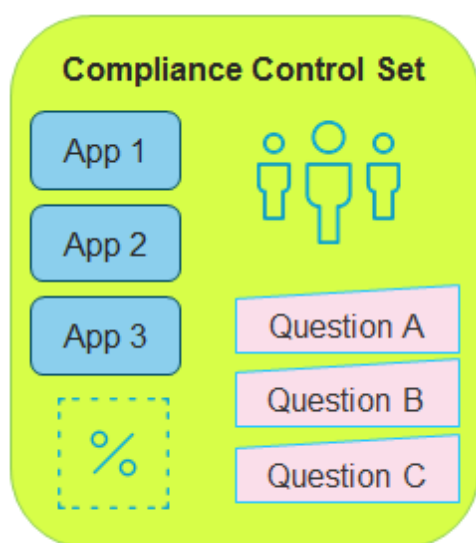 Compliance Control Set
App 1
App 2
App 3
%
Question A
Question B
Question C